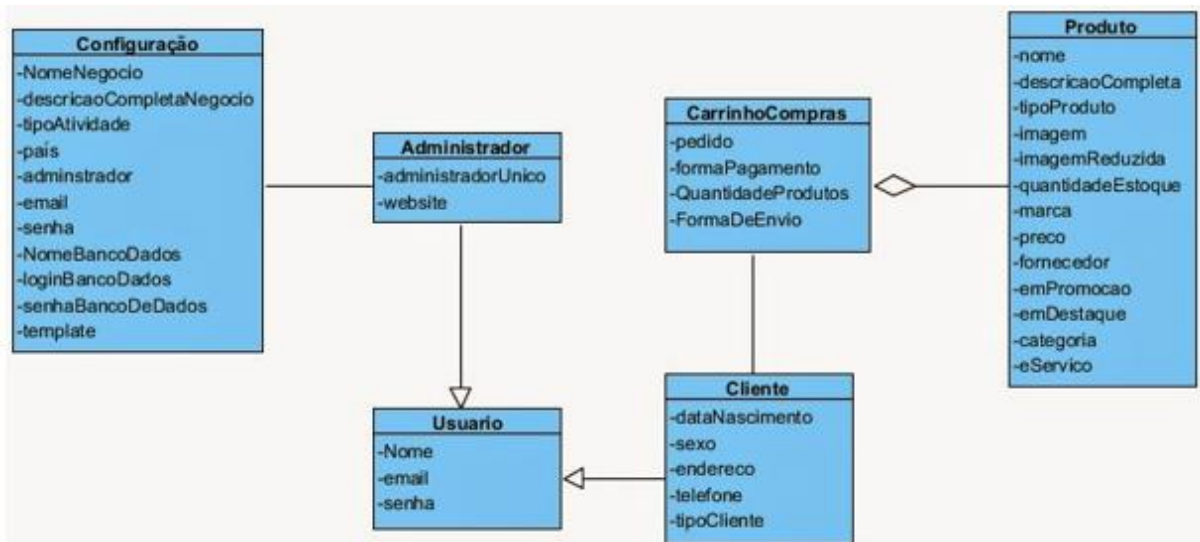 Configuração
-NomeNegocio
-descricaoCompletaNegocio
-tipoAtividade
-país
-adminstrador
-email
-senha
-NomeBancoDados
-loginBancoDados
-senhaBancoDeDados
-template
Administrador
-administradorUnico
-website
Usuario
-Nome
-email
-senha
CarrinhoCompras
-pedido
-formaPagamento
-QuantidadeProdutos
-FormaDeEnvio
Cliente
-dataNascimento
-sexo
-endereco
-telefone
-tipoCliente
Produto
-nome
-descricaoCompleta
-tipoProduto
-imagem
-imagemReduzida
-quantidadeEstoque
-marca
-preco
-fornecedor
-emPromocao
-emDestaque
-categoria
-eServico